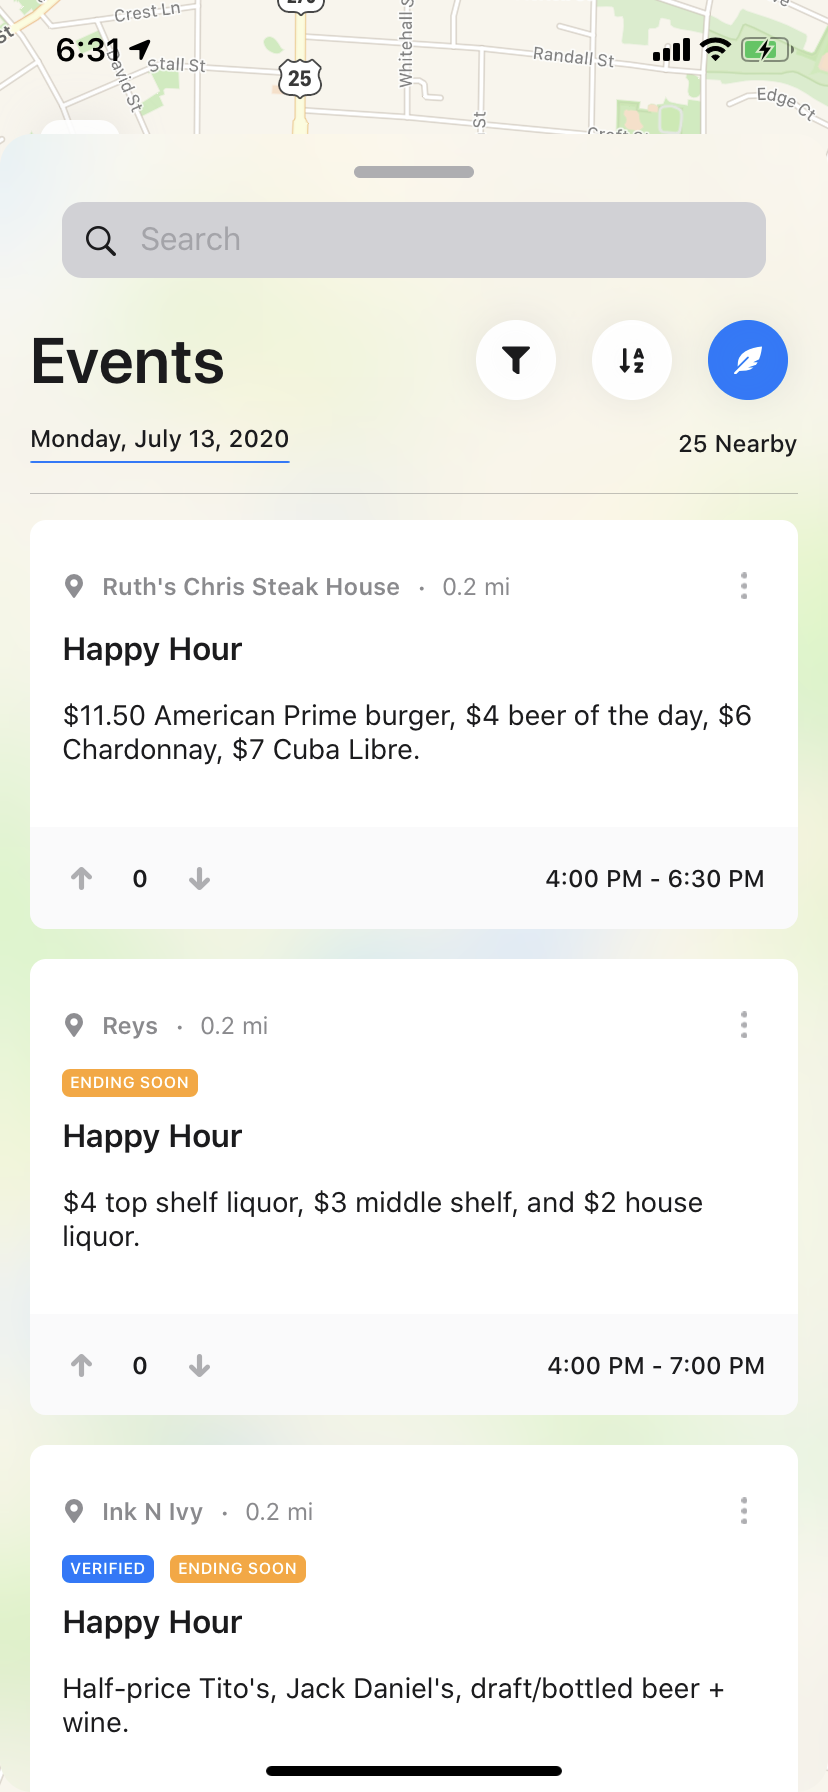 Crest Ln
St
6:31
David St
Stall St
25
Whitehall S
St
Randall St
Edge Ct
Search
Events
A
Z
Monday, July 13, 2020
25 Nearby
Ruth's Chris Steak House · 0.2 mi
Happy Hour
$11.50 American Prime burger, $4 beer of the day, $6
Chardonnay, $7 Cuba Libre.
0
4:00 PM - 6:30 PM
Reys · 0.2 mi
ENDING SOON
Happy Hour
$4 top shelf liquor, $3 middle shelf, and $2 house
liquor.
0
4:00 PM - 7:00 PM
Ink N Ivy · 0.2 mi
VERIFIED ENDING SOON
Happy Hour
Half-price Tito's, Jack Daniel's, draft/bottled beer +
wine.